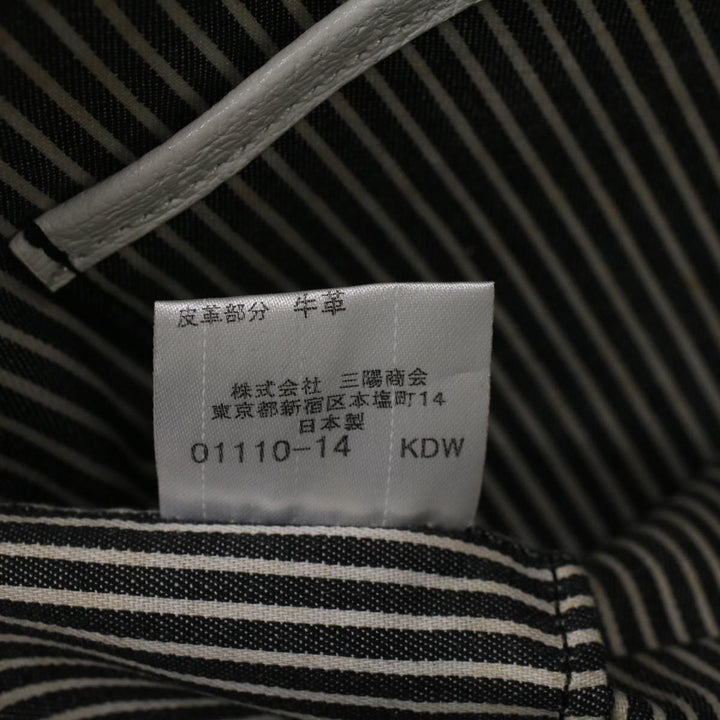 皮革部分 牛革
株式会社 三陽商会
東京都新宿区本塩町14
日本製
01110-14 KDW